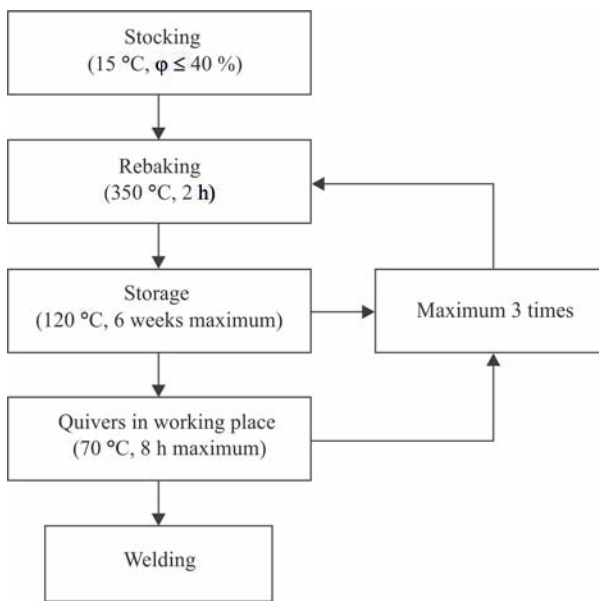 Stocking
(15 °C, φ ≤ 40 %)
Rebaking
(350 °C, 2 h)
Storage
(120 °C, 6 weeks maximum)
Maximum 3 times
Quivers in working place
(70 °C, 8 h maximum)
Welding